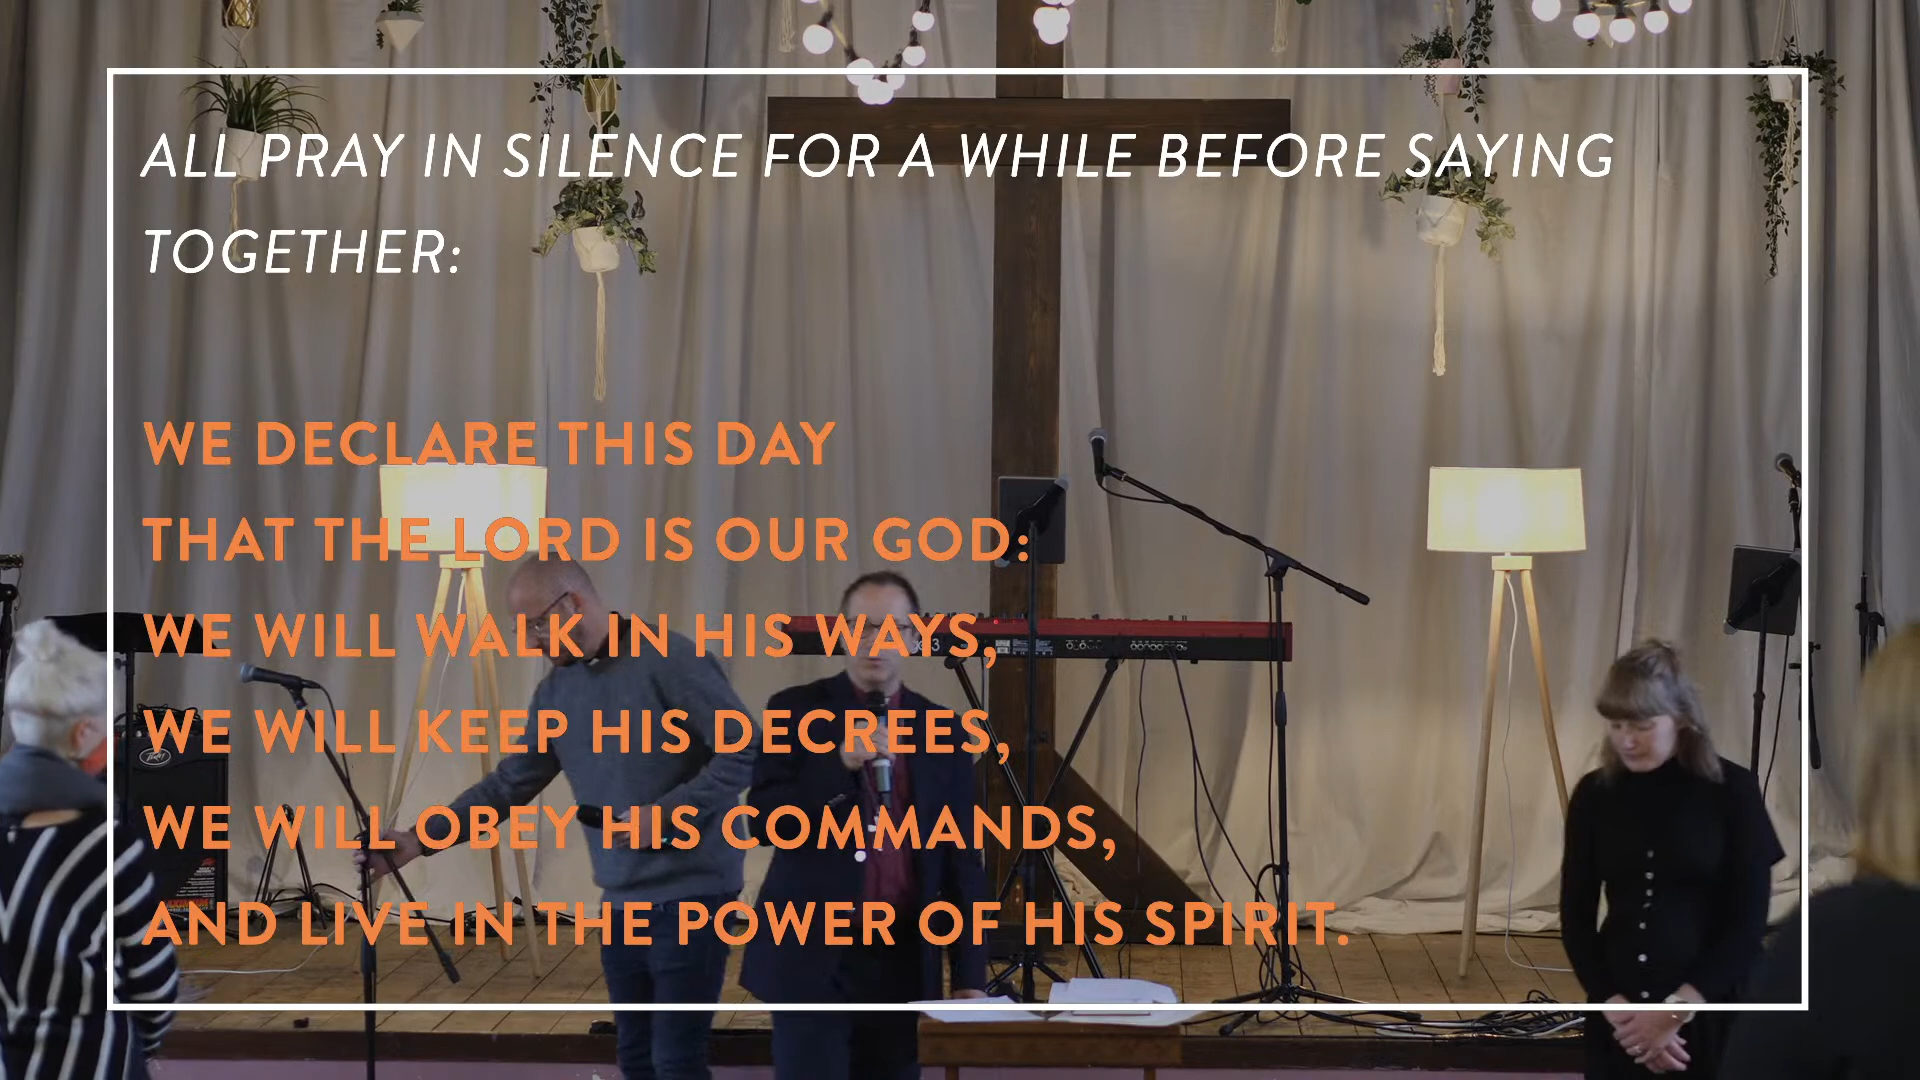 ALL PRAY IN SILENCE FOR A WHILE BEFORE SAYING
TOGETHER:
WE DECLARE THIS DAY
THAT THE LORD IS OUR GOD:
WE WILL WALK IN HIS WAYS,
WE WILL KEEP HIS DECREES,
WE WILL OBEY HIS COMMANDS,
AND LIVE IN THE POWER OF HIS SPIRIT.
PEAVEY